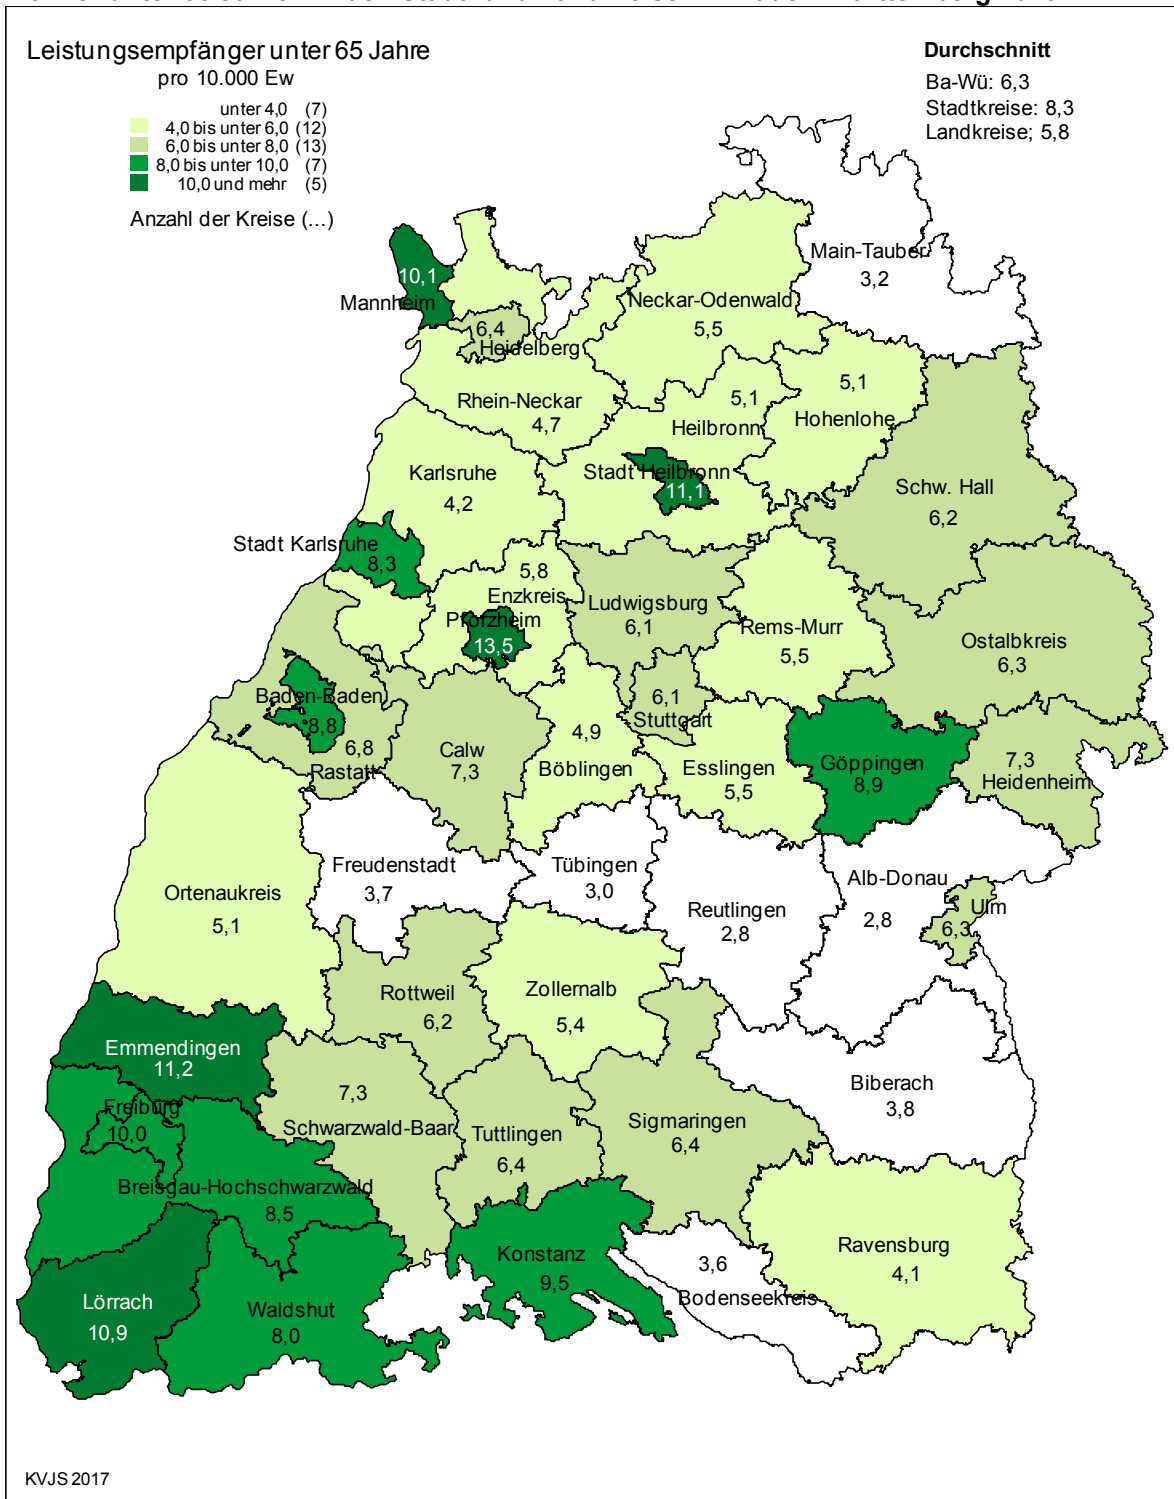 Leistungsempfänger unter 65 Jahre
pro 10.000 Ew
unter 4,0 (7)
4,0 bis unter 6,0 (12)
6,0 bis unter 8,0 (13)
8,0 bis unter 10,0 (7)
10,0 und mehr (5)
Anzahl der Kreise (...)
Durchschnitt
Ba-Wü: 6,3
Stadtkreise: 8,3
Landkreise; 5,8
Main-Tauber
3,2
10,1
Mannheim
Neckar-Odenwald
5,5
6,4
Heidelberg
5,1
Hohenlohe
Rhein-Neckar
4,7
5,1
Heilbronn
Karlsruhe
4,2
Stadt Heilbronn
11,1
Schw. Hall
6,2
Stadt Karlsruhe
8,3
5,8
Enzkreis
Pforzheim
13,5
Ludwigsburg
6,1
Rems-Murr
5,5
Ostalbkreis
6,3
Baden-Baden
8,8
6,8
Rastatt
Calw
7,3
4,9
Böblingen
6,1
Stuttgart
Esslingen
5,5
Göppingen
8,9
7,3
Heidenheim
Freudenstadt
3,7
Tübingen
3,0
Reutlingen
2,8
Alb-Donau
2,8
Ulm
6,3
Ortenaukreis
5,1
Rottweil
6,2
Zollernalb
5,4
Emmendingen
11,2
Biberach
3,8
Freiburg
10,0
7,3
Schwarzwald-Baar
Tuttlingen
6,4
Sigmaringen
6,4
Breisgau-Hochschwarzwald
8,5
Konstanz
9,5
3,6
Bodenseekreis
Ravensburg
4,1
Lörrach
10,9
Waldshut
8,0
KVJS 2017